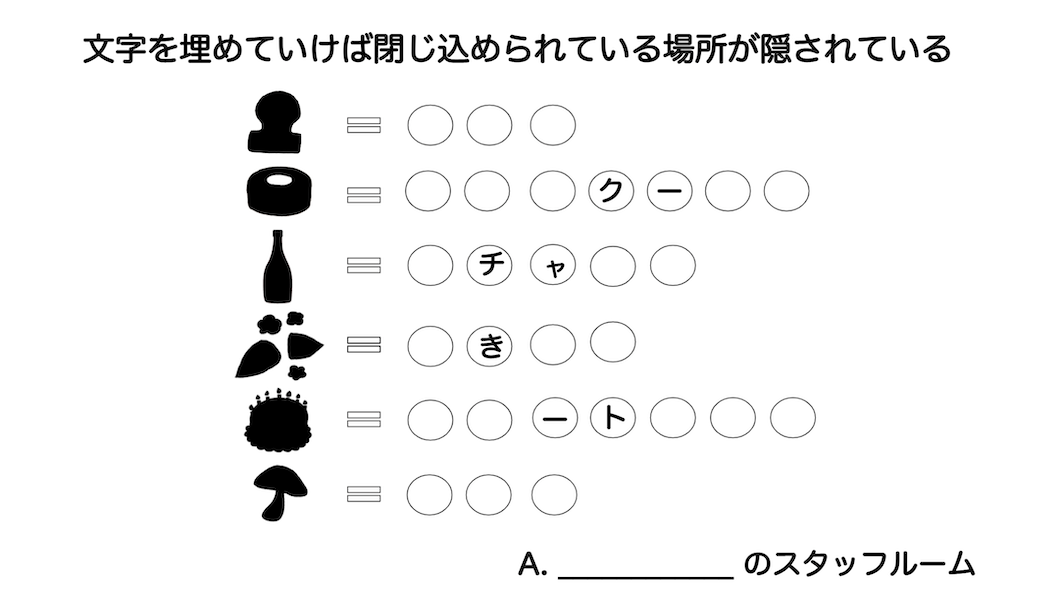 文字を埋めていけば閉じ込められている場所が隠されている
=
= クー
= チャ
= き
= ート
=
A. __________ のスタッフルーム